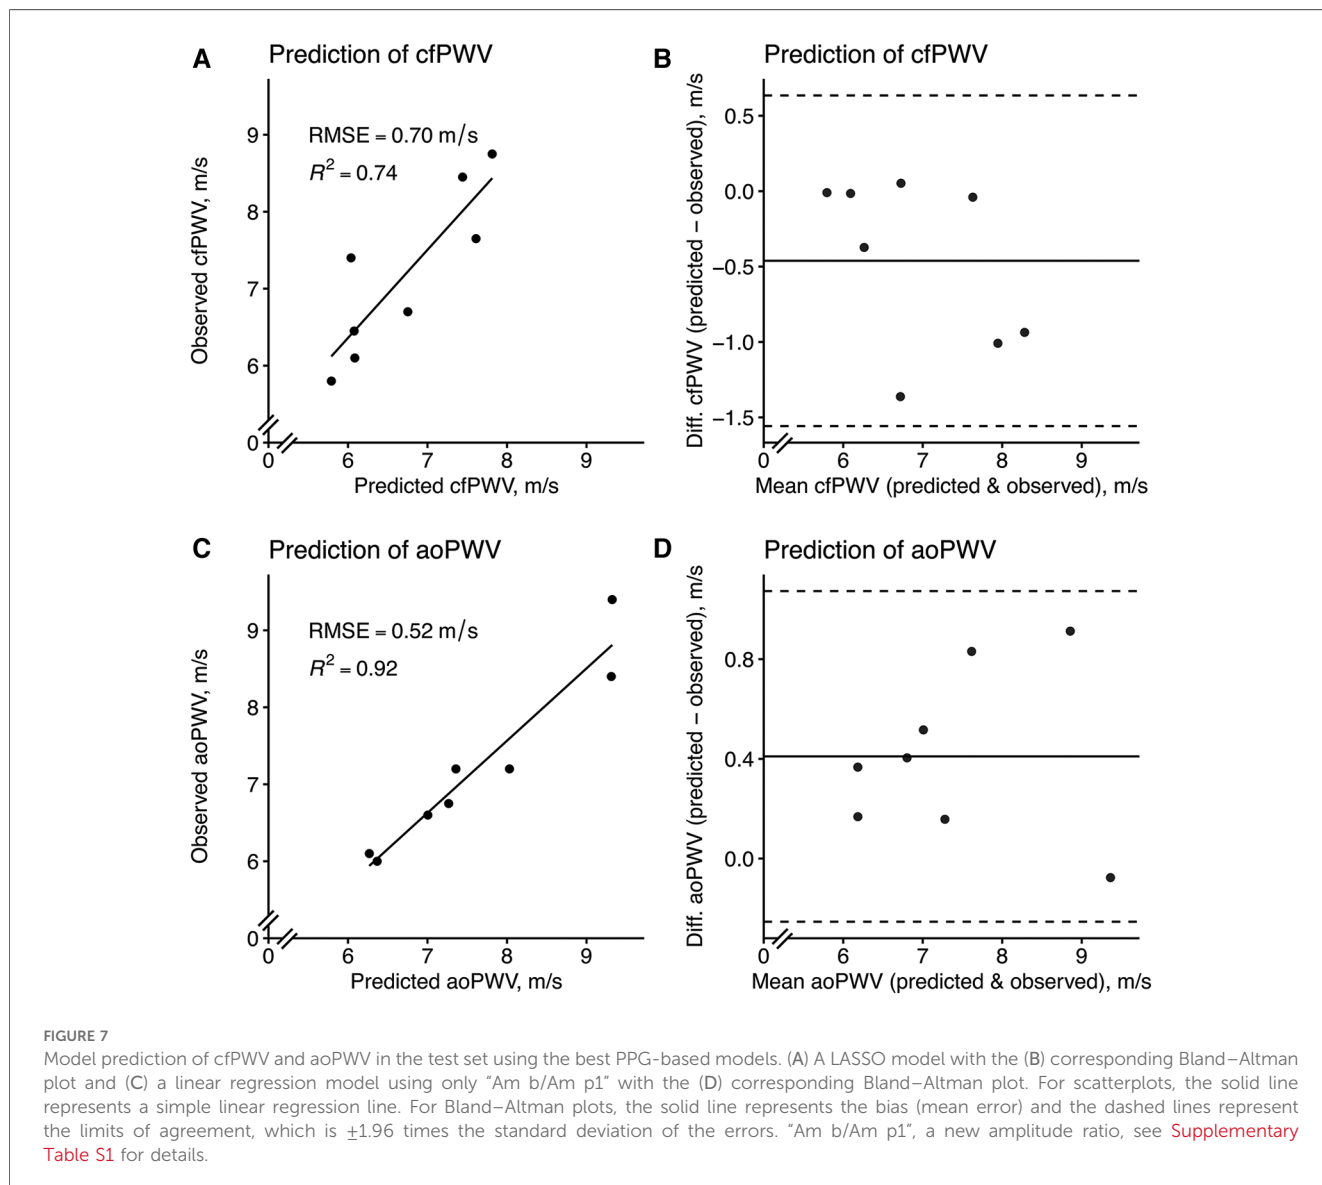 A
Prediction of cfPWV
RMSE = 0.70 m/s
R² = 0.74
Observed cfPWV, m/s
9
8
7
6
0
0 6 7 8 9
Predicted cfPWV, m/s
B
Prediction of cfPWV
Diff. cfPWV (predicted − observed), m/s
0.5
0.0
−0.5
−1.0
−1.5
0 6 7 8 9
Mean cfPWV (predicted & observed), m/s
C
Prediction of aoPWV
RMSE = 0.52 m/s
R² = 0.92
Observed aoPWV, m/s
9
8
7
6
0
0 6 7 8 9
Predicted aoPWV, m/s
D
Prediction of aoPWV
Diff. aoPWV (predicted − observed), m/s
0.8
0.4
0.0
0 6 7 8 9
Mean aoPWV (predicted & observed), m/s
FIGURE 7
Model prediction of cfPWV and aoPWV in the test set using the best PPG-based models. (A) A LASSO model with the (B) corresponding Bland–Altman
plot and (C) a linear regression model using only “Am b/Am p1” with the (D) corresponding Bland–Altman plot. For scatterplots, the solid line
represents a simple linear regression line. For Bland–Altman plots, the solid line represents the bias (mean error) and the dashed lines represent
the limits of agreement, which is ±1.96 times the standard deviation of the errors. “Am b/Am p1”, a new amplitude ratio, see Supplementary
Table S1 for details.